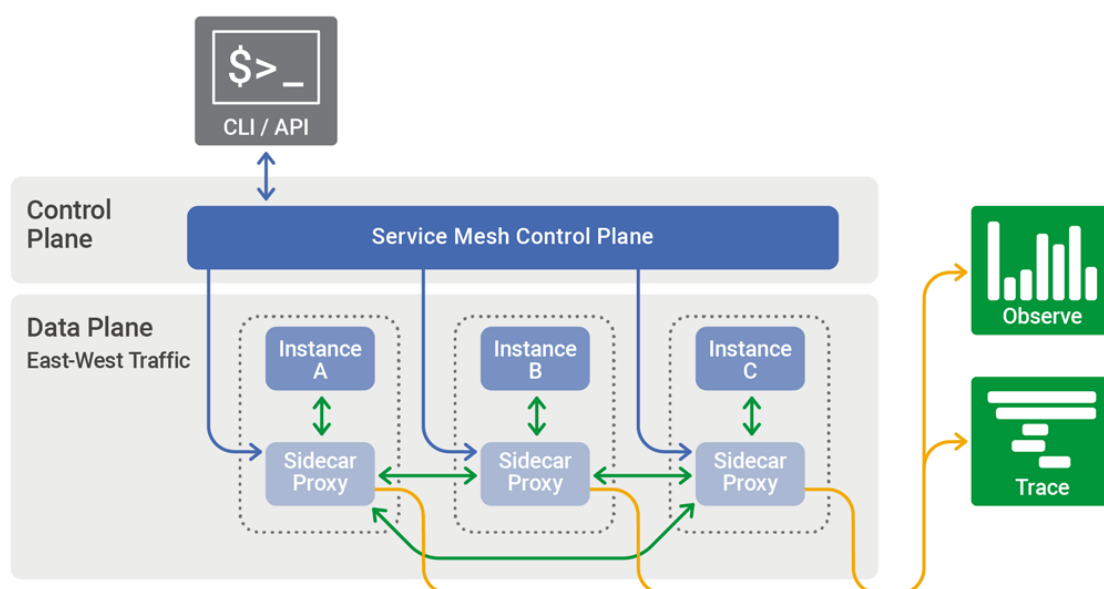 $>_
CLI / API
Control
Plane
Service Mesh Control Plane
Data Plane
East-West Traffic
Instance
A
Instance
B
Instance
C
Sidecar
Proxy
Sidecar
Proxy
Sidecar
Proxy
Observe
Trace